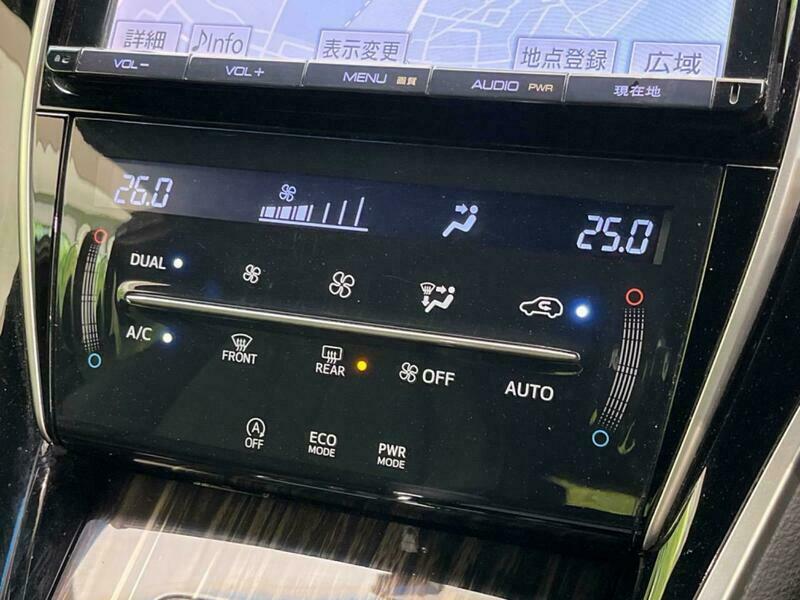 詳細 ♪Info 表示変更 地点登録 広域
VOL− VOL+ MENU 画質 AUDIO PWR 現在地
26.0 25.0
DUAL
A/C FRONT REAR OFF AUTO
A OFF ECO MODE PWR MODE